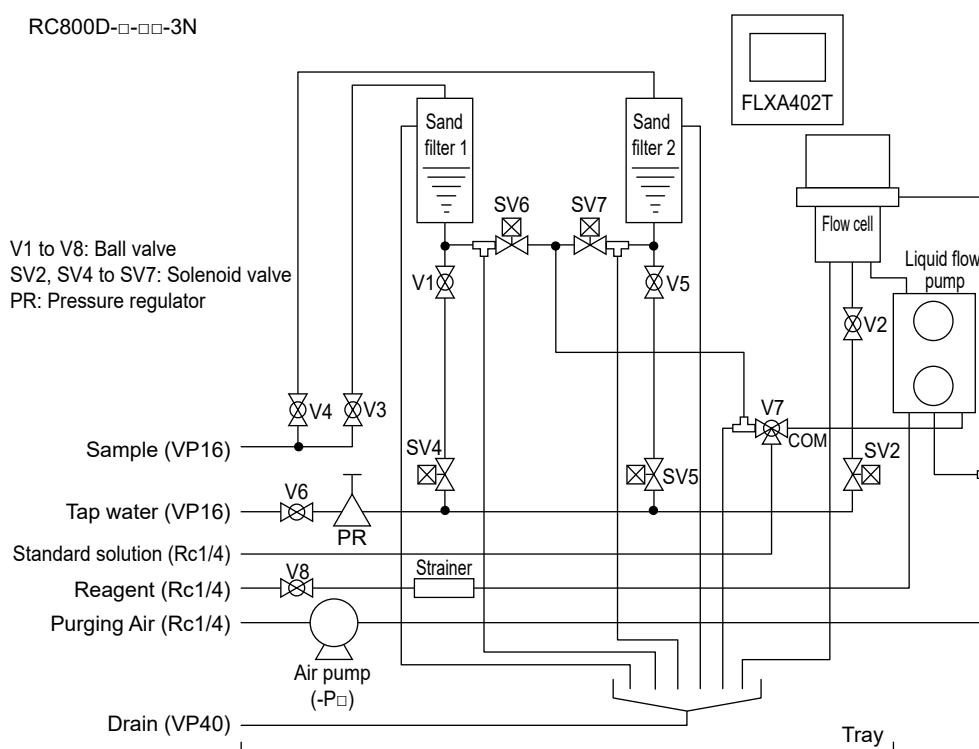 RC800D-□-□□-3N
FLXA402T
Sand
filter 1
Sand
filter 2
SV6
SV7
Flow cell
V1 to V8: Ball valve
SV2, SV4 to SV7: Solenoid valve
PR: Pressure regulator
V1
V5
Liquid flow
pump
V2
V4
V3
V7
COM
Sample (VP16)
SV4
SV5
SV2
V6
Tap water (VP16)
PR
Standard solution (Rc1/4)
V8
Strainer
Reagent (Rc1/4)
Purging Air (Rc1/4)
Air pump
(-P□)
Drain (VP40)
Tray